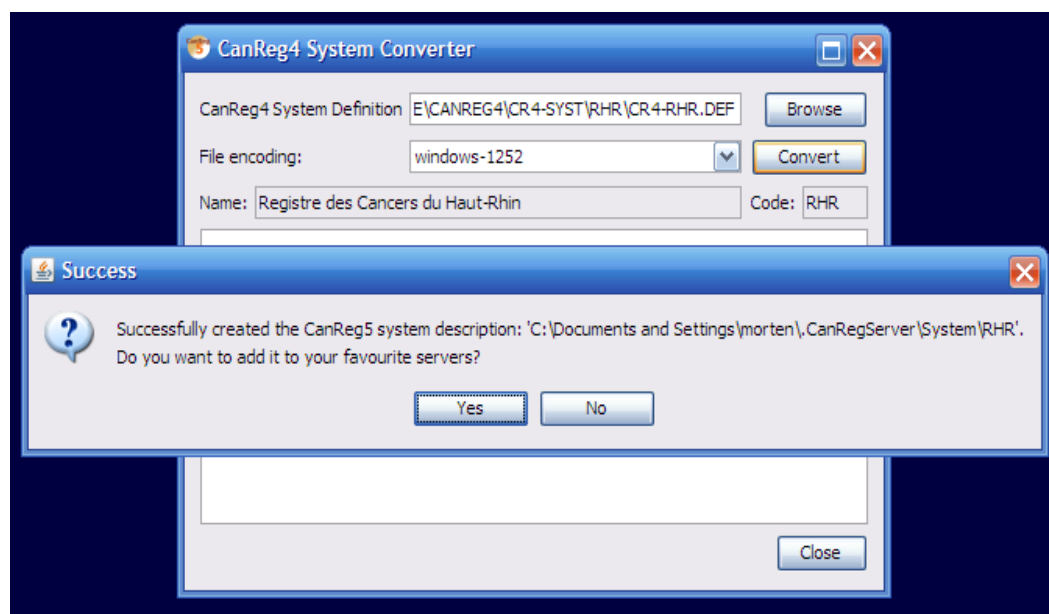 CanReg4 System Converter
CanReg4 System Definition E\CANREG4\CR4-SYST\RHR\CR4-RHR.DEF Browse
File encoding: windows-1252 Convert
Name: Registre des Cancers du Haut-Rhin Code: RHR
Success
Successfully created the CanReg5 system description: 'C:\Documents and Settings\morten\.CanRegServer\System\RHR'.
Do you want to add it to your favourite servers?
Yes No
Close